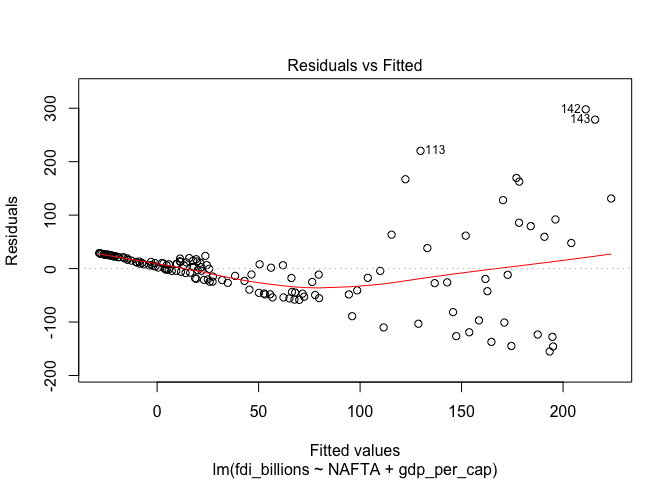 Residuals vs Fitted
Residuals
300
200
100
0
-100
-200
142
143
113
0 50 100 150 200
Fitted values
lm(fdi_billions ~ NAFTA + gdp_per_cap)